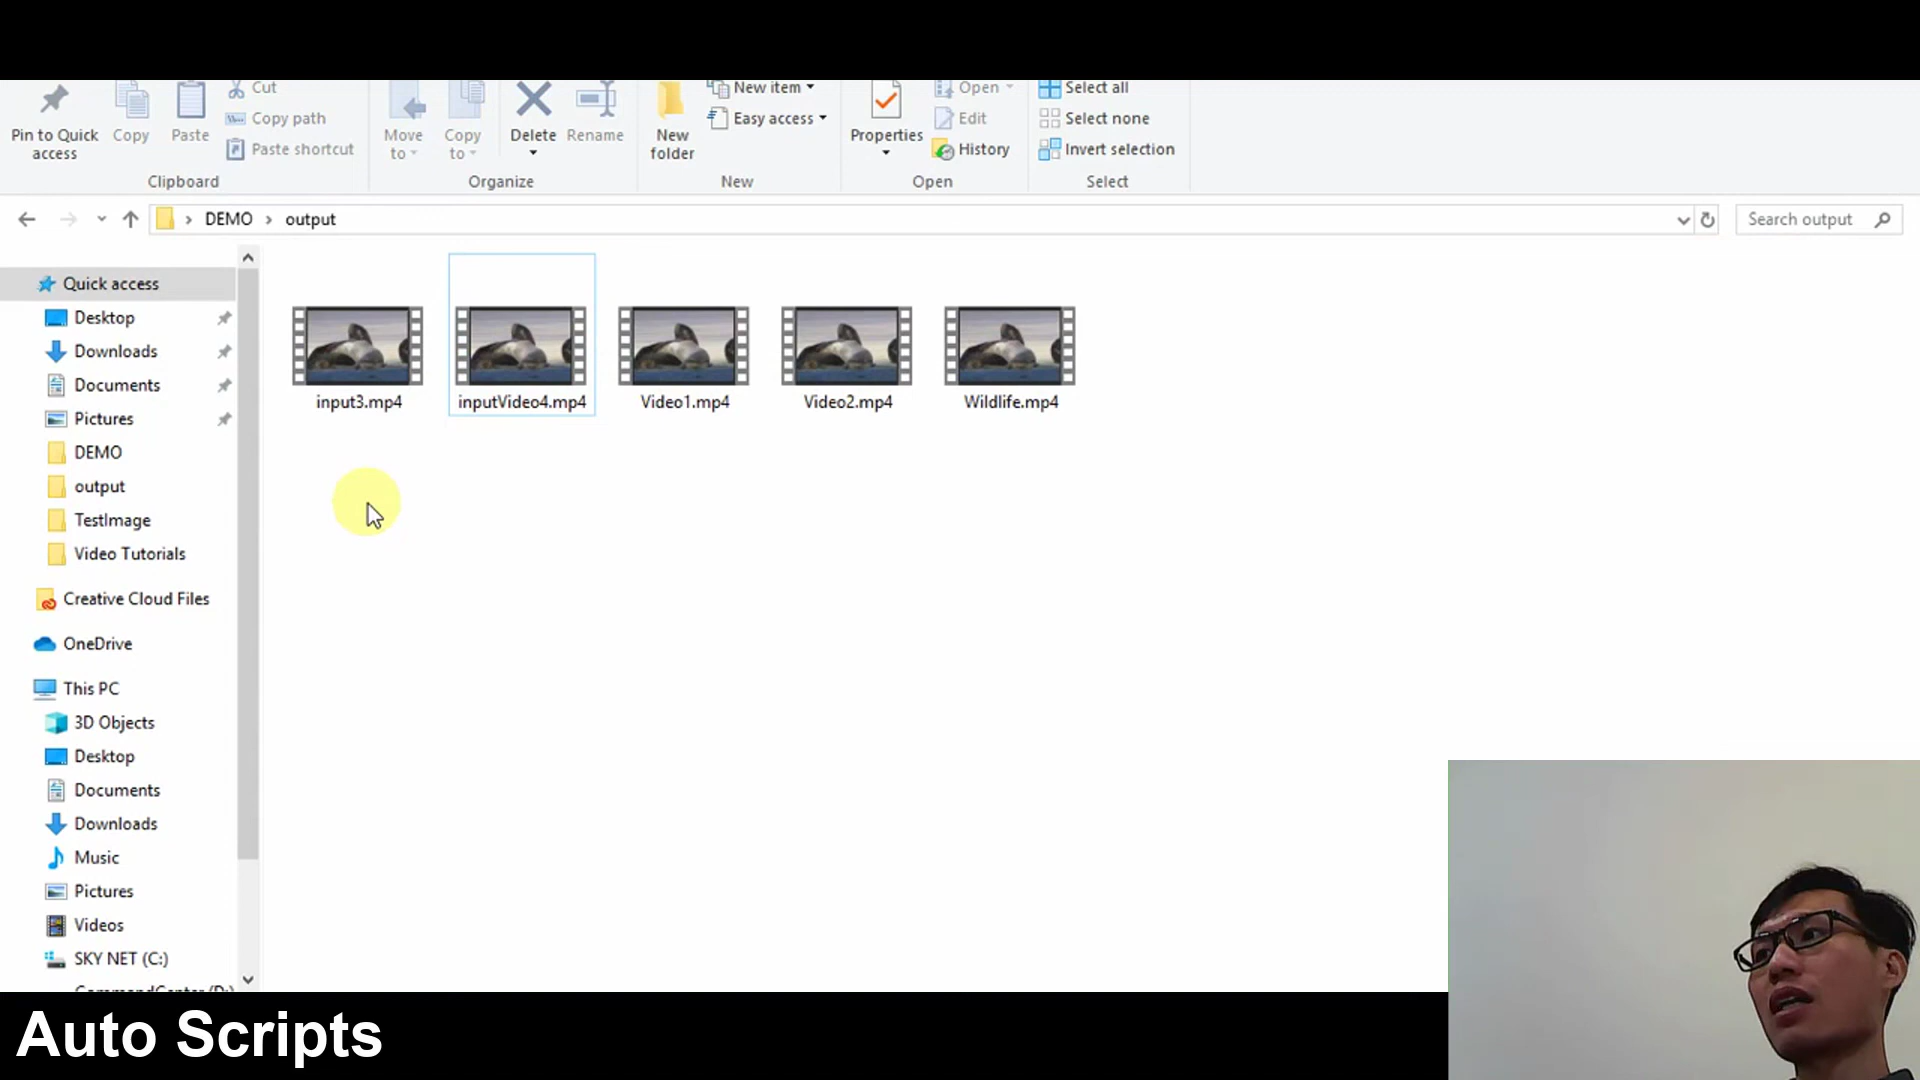 Cut
New item
Open
Select all
Copy path
Easy access
Edit
Select none
Pin to Quick
access
Copy
Paste
Paste shortcut
Move
to
Copy
to
Delete
Rename
New
folder
Properties
History
Invert selection
Clipboard
Organize
New
Open
Select
DEMO
output
Search output
Quick access
Desktop
Downloads
Documents
Pictures
DEMO
output
TestImage
Video Tutorials
Creative Cloud Files
OneDrive
This PC
3D Objects
Desktop
Documents
Downloads
Music
Pictures
Videos
SKY NET (C:)
CommandCenter (D:)
input3.mp4
inputVideo4.mp4
Video1.mp4
Video2.mp4
Wildlife.mp4
Auto Scripts